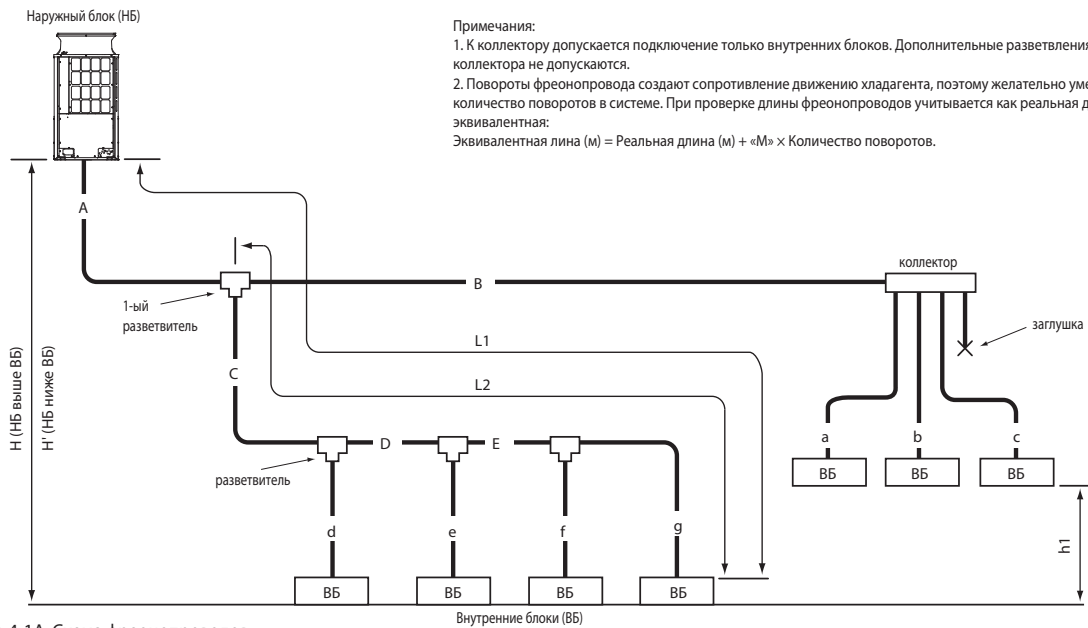 Наружный блок (НБ)
Примечания:
1. К коллектору допускается подключение только внутренних блоков. Дополнительные разветвления
коллектора не допускаются.
2. Повороты фреонопровода создают сопротивление движению хладагента, поэтому желательно
количество поворотов в системе. При проверке длины фреонопроводов учитывается как реальная
эквивалентная:
Эквивалентная лина (м) = Реальная длина (м) + «М» × Количество поворотов.
A
B
коллектор
1-ый
разветвитель
заглушка
L1
C
L2
H (НБ выше ВБ)
H' (НБ ниже ВБ)
a
b
c
D
E
ВБ
ВБ
ВБ
разветвитель
d
e
f
g
h1
ВБ
ВБ
ВБ
ВБ
Внутренние блоки (ВБ)